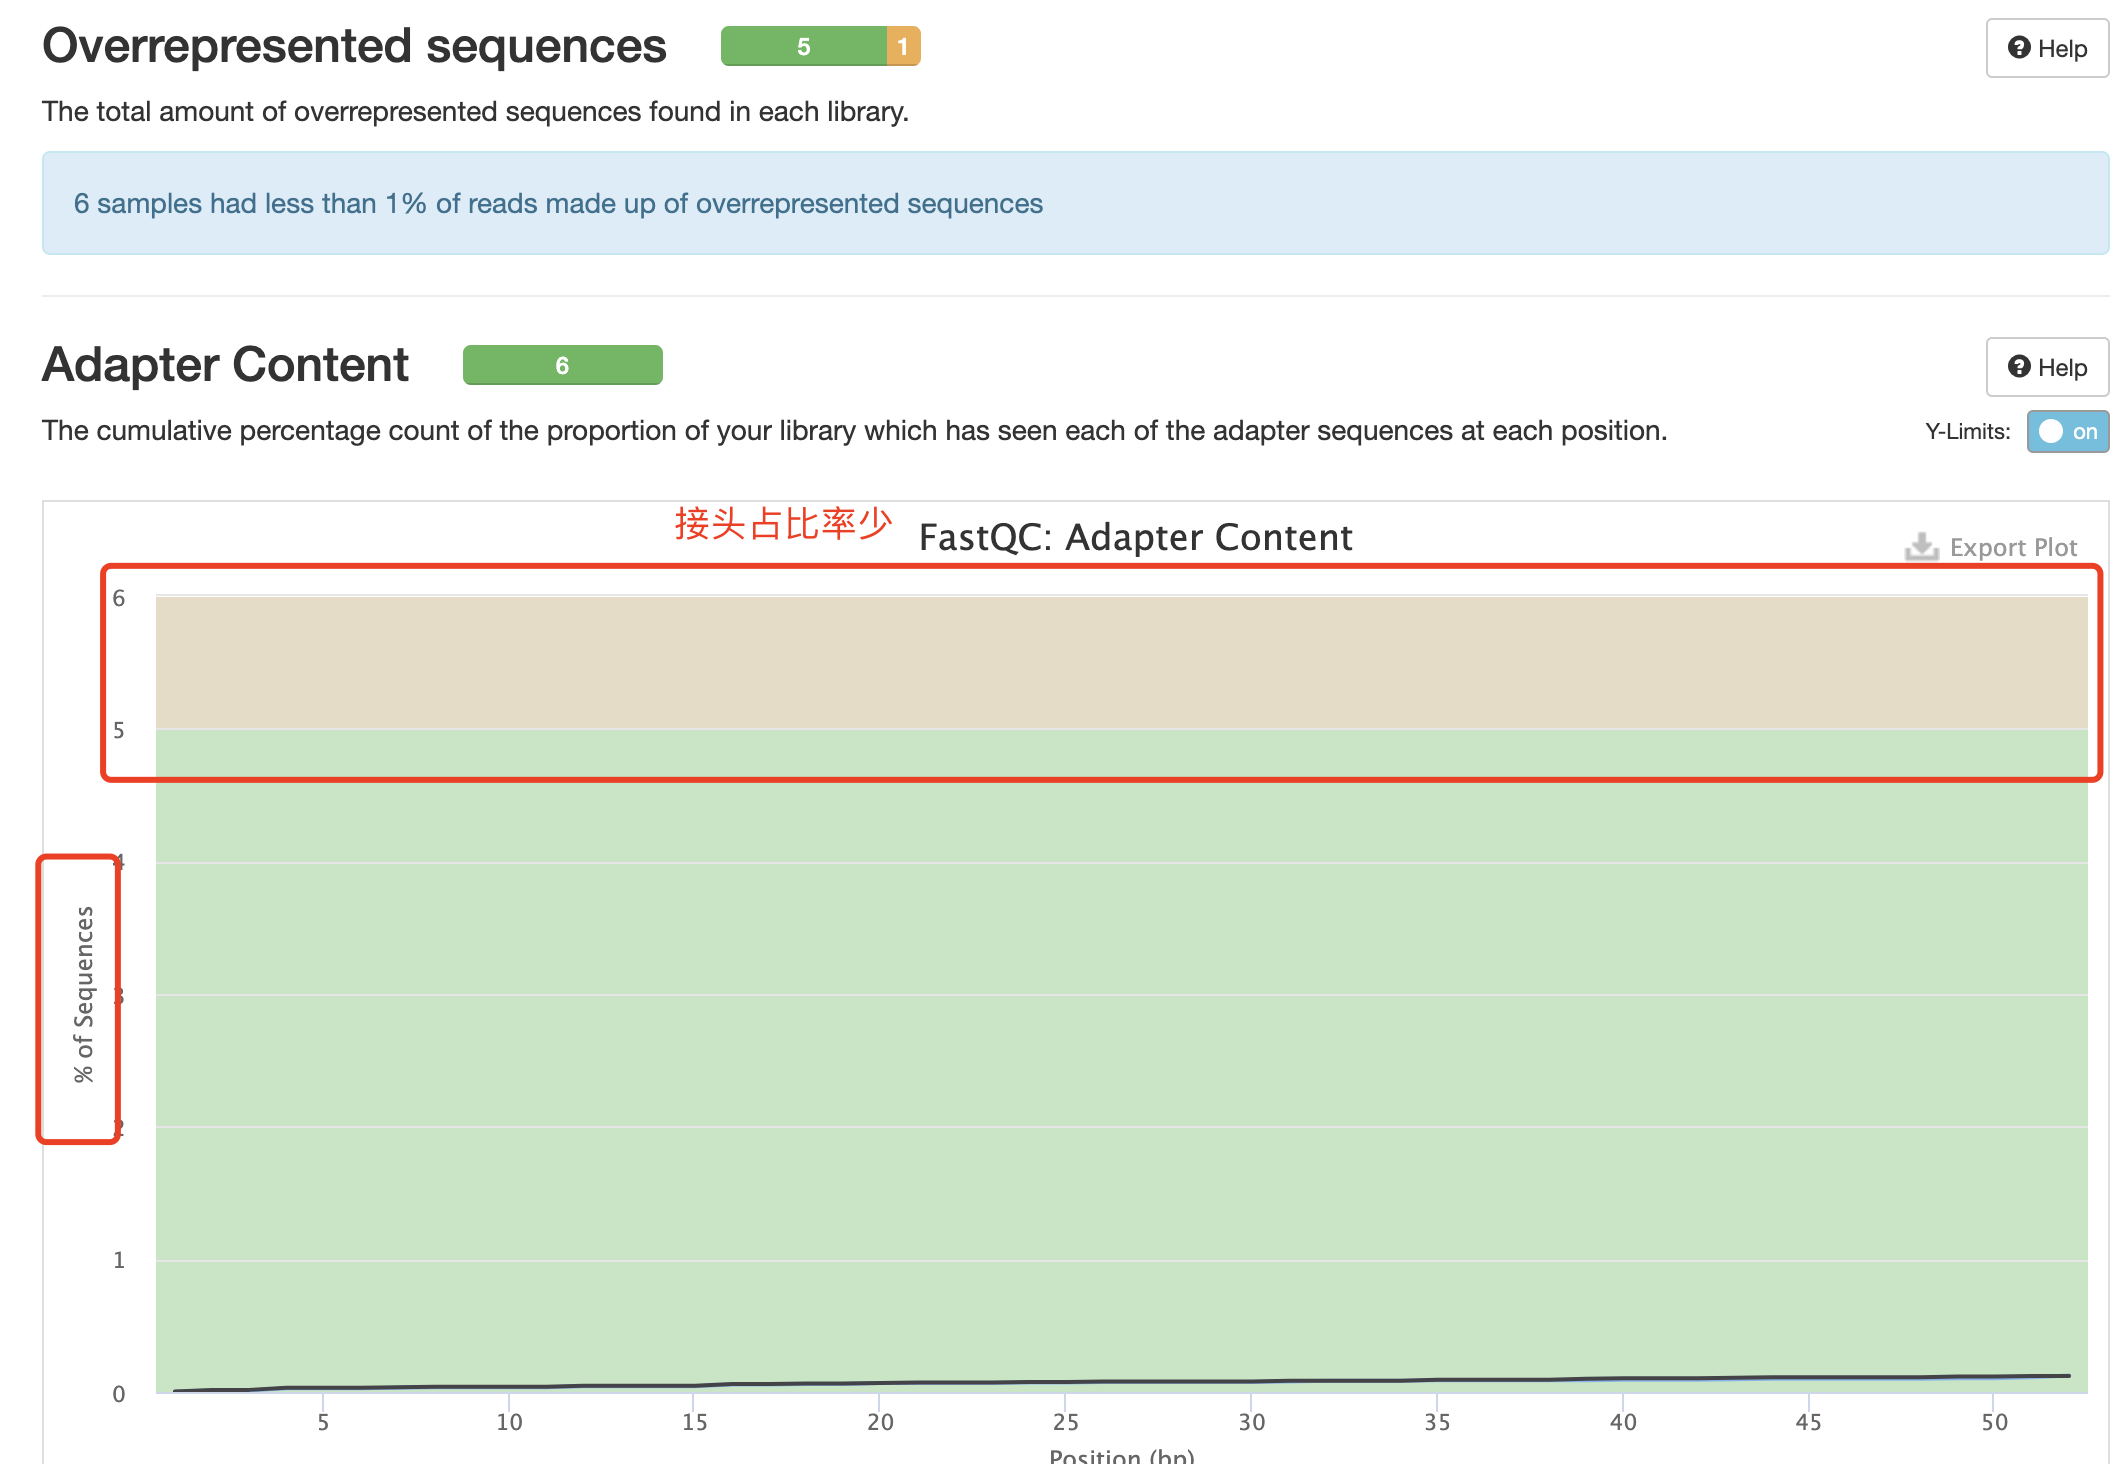 Overrepresented sequences
5
1
Help
The total amount of overrepresented sequences found in each library.
6 samples had less than 1% of reads made up of overrepresented sequences
Adapter Content
6
Help
The cumulative percentage count of the proportion of your library which has seen each of the adapter sequences at each position.
Y-Limits:
on
接头占比率少
FastQC: Adapter Content
Export Plot
6
5
4
3
2
1
0
% of Sequences
5
10
15
20
25
30
35
40
45
50
Position (bp)